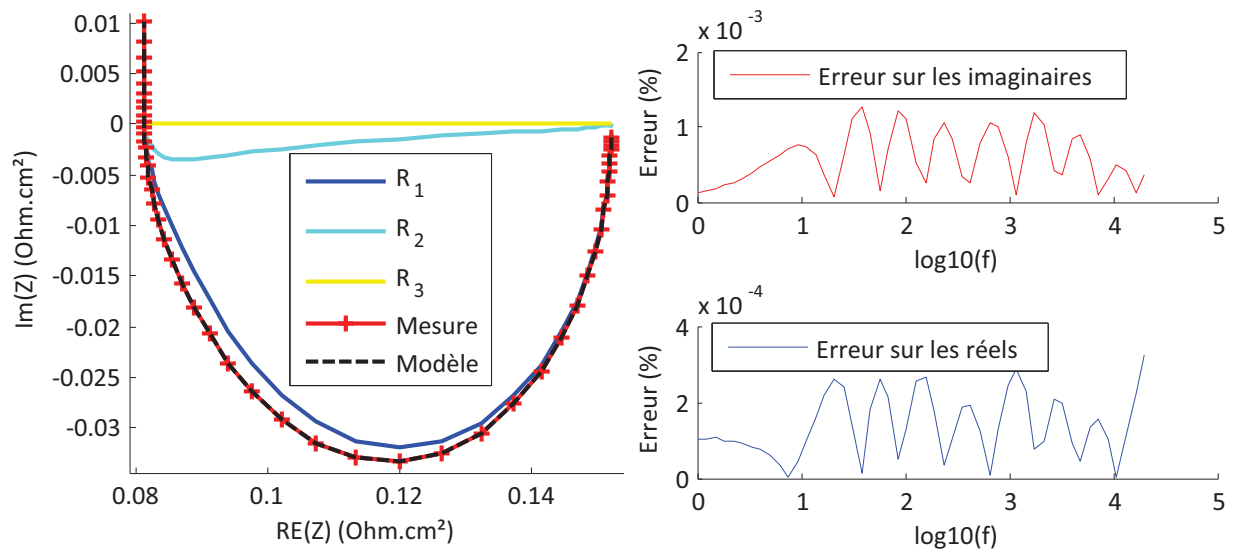 0.01
0.005
0
-0.005
-0.01
-0.015
-0.02
-0.025
-0.03
Im(Z) (Ohm.cm²)
0.08
0.1
0.12
0.14
RE(Z) (Ohm.cm²)
R1
R2
R3
Mesure
Modèle
x 10-3
2
1
0
Erreur (%)
Erreur sur les imaginaires
0
1
2
3
4
5
log10(f)
x 10-4
4
2
0
Erreur (%)
Erreur sur les réels
0
1
2
3
4
5
log10(f)